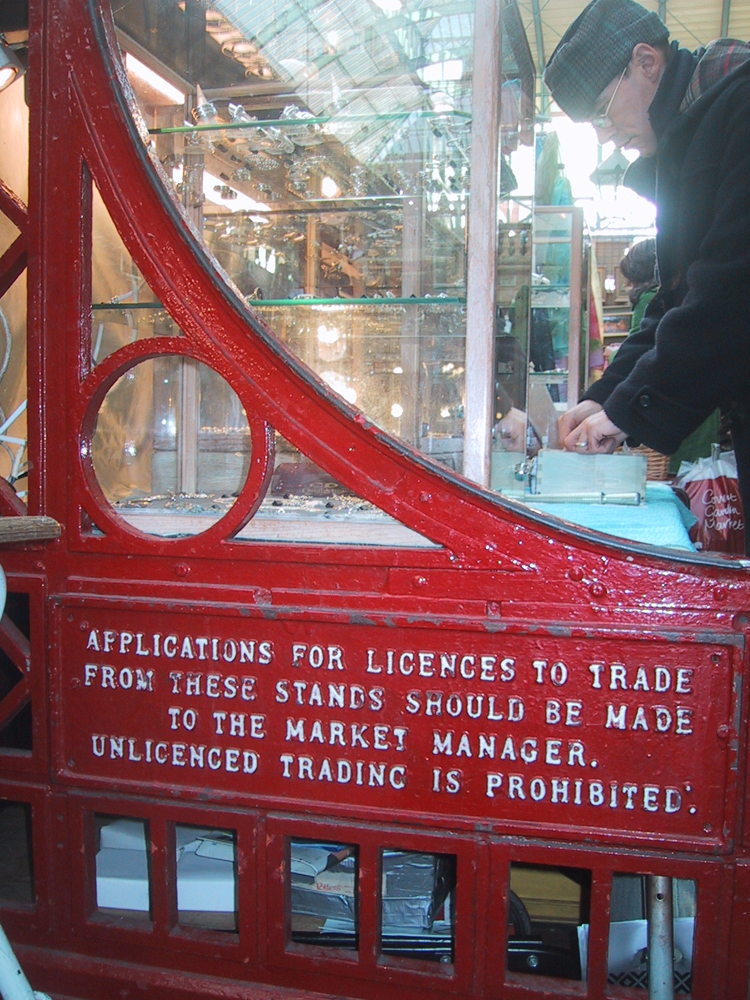 CD
Covent
Garden
Market
APPLICATIONS FOR LICENCES TO TRADE
FROM THESE STANDS SHOULD BE MADE
TO THE MARKET MANAGER.
UNLICENCED TRADING IS PROHIBITED.